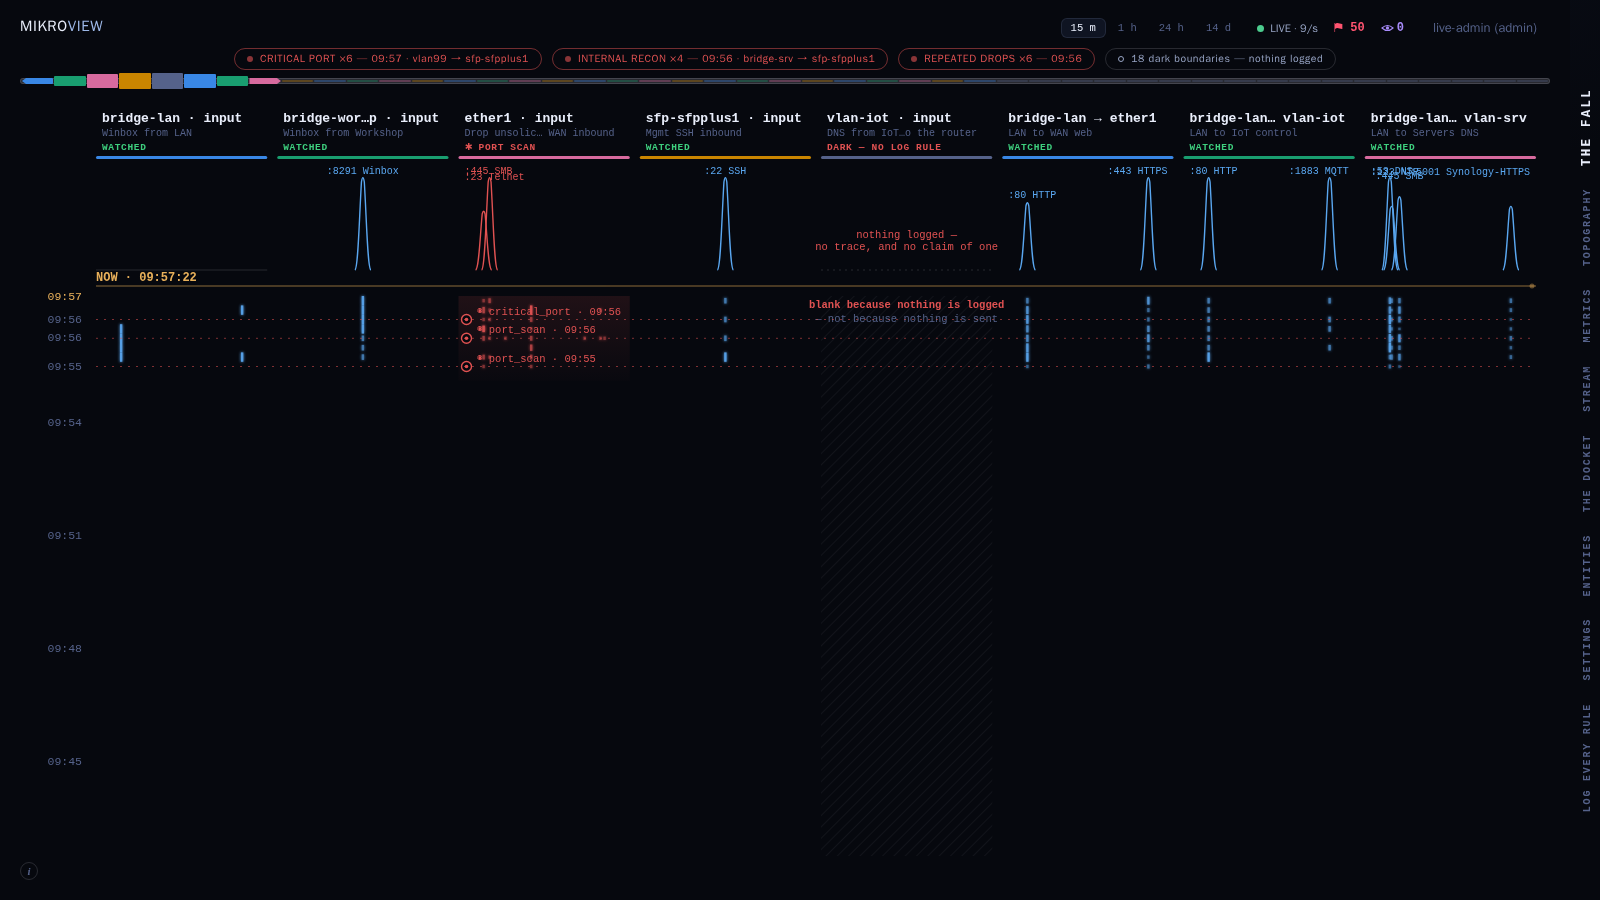 MIKROVIEW
15 m 1 h 24 h 14 d LIVE · 9/s 50 0 live-admin (admin)
CRITICAL PORT ×6 — 09:57 · vlan99 → sfp-sfpplus1
INTERNAL RECON ×4 — 09:56 · bridge-srv → sfp-sfpplus1
REPEATED DROPS ×6 — 09:56
18 dark boundaries — nothing logged
bridge-lan · input
Winbox from LAN
WATCHED
bridge-wor…p · input
Winbox from Workshop
WATCHED
ether1 · input
Drop unsolic… WAN inbound
✱ PORT SCAN
sfp-sfpplus1 · input
Mgmt SSH inbound
WATCHED
vlan-iot · input
DNS from IoT…o the router
DARK — NO LOG RULE
bridge-lan → ether1
LAN to WAN web
WATCHED
bridge-lan… vlan-iot
LAN to IoT control
WATCHED
bridge-lan… vlan-srv
LAN to Servers DNS
WATCHED
:8291 Winbox
:445 SMB
:23 Telnet
:22 SSH
nothing logged —
no trace, and no claim of one
:80 HTTP
:443 HTTPS
:80 HTTP
:1883 MQTT
:53 DNS
:445 SMB
5001 Synology-HTTPS
NOW · 09:57:22
09:57
09:56
09:56
09:55
09:54
09:51
09:48
09:45
critical_port · 09:56
port_scan · 09:56
port_scan · 09:55
blank because nothing is logged
— not because nothing is sent
THE FALL
TOPOGRAPHY
METRICS
STREAM
THE DOCKET
ENTITIES
SETTINGS
LOG EVERY RULE
i